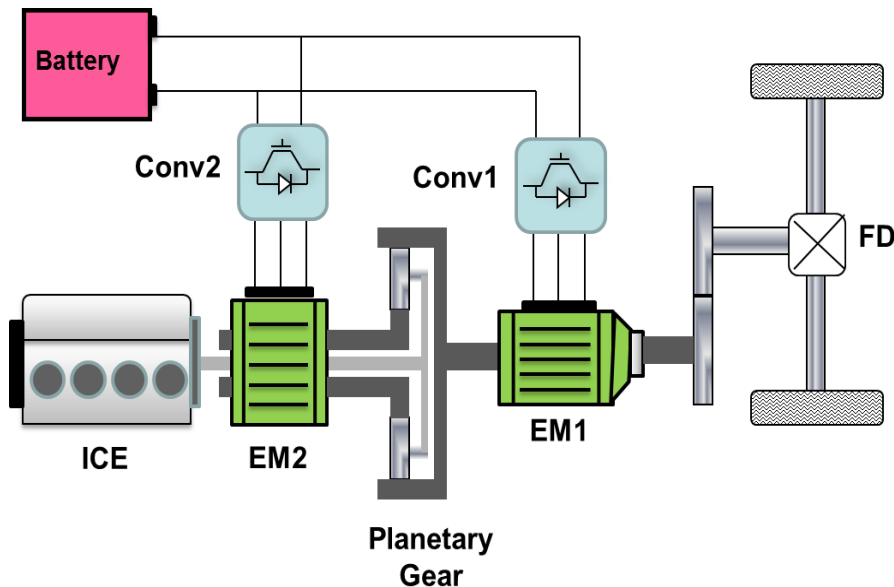 Battery
Conv2
Conv1
FD
ICE
EM2
EM1
Planetary
Gear